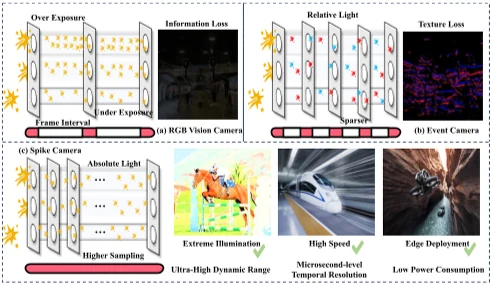 Over Exposure
Information Loss
Under Exposure
Frame Interval
(a) RGB Vision Camera
Relative Light
Texture Loss
Sparser
(b) Event Camera
(c) Spike Camera
Absolute Light
...
...
...
Higher Sampling
Extreme Illumination
High Speed
Edge Deployment
Ultra-High Dynamic Range
Microsecond-level
Temporal Resolution
Low Power Consumption